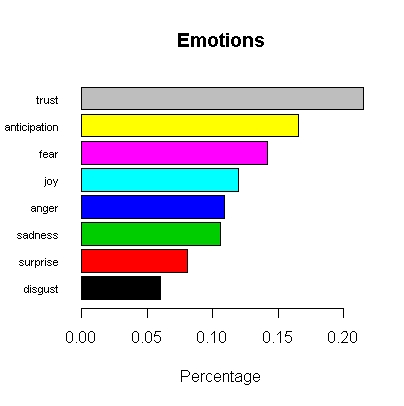 Emotions
trust
anticipation
fear
joy
anger
sadness
surprise
disgust
0.00 0.05 0.10 0.15 0.20
Percentage